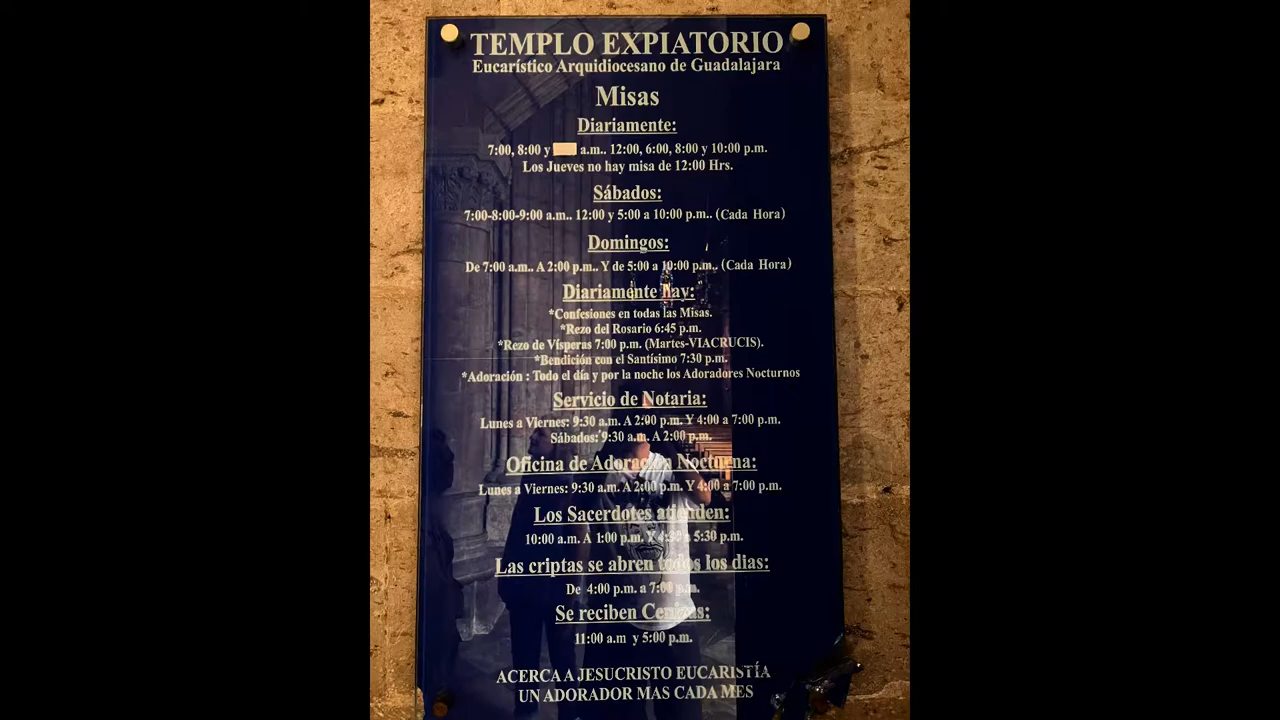 TEMPLO EXPIATORIO
Eucarístico Arquidiocesano de Guadalajara
Misas
Diariamente:
7:00, 8:00 y a.m.. 12:00, 6:00, 8:00 y 10:00 p.m.
Los Jueves no hay misa de 12:00 Hrs.
Sábados:
7:00-8:00-9:00 a.m.. 12:00 y 5:00 a 10:00 p.m.. (Cada Hora)
Domingos:
De 7:00 a.m.. A 2:00 p.m.. Y de 5:00 a 10:00 p.m.. (Cada Hora)
Diariamente hay:
*Confesiones en todas las Misas.
*Rezo del Rosario 6:45 p.m.
*Rezo de Vísperas 7:00 p.m. (Martes-VIACRUCIS).
*Bendición con el Santísimo 7:30 p.m.
*Adoración : Todo el día y por la noche los Adoradores Nocturnos
Servicio de Notaria:
Lunes a Viernes: 9:30 a.m. A 2:00 p.m. Y 4:00 a 7:00 p.m.
Sábados: 9:30 a.m. A 2:00 p.m.
Oficina de Adoración Nocturna:
Lunes a Viernes: 9:30 a.m. A 2:00 p.m. Y 4:00 a 7:00 p.m.
Los Sacerdotes atienden:
10:00 a.m. A 1:00 p.m. Y 4:30 a 5:30 p.m.
Las criptas se abren todos los dias:
De 4:00 p.m. a 7:00 p.m.
Se reciben Cenizas:
11:00 a.m y 5:00 p.m.
ACERCA A JESUCRISTO EUCARISTÍA
UN ADORADOR MAS CADA MES